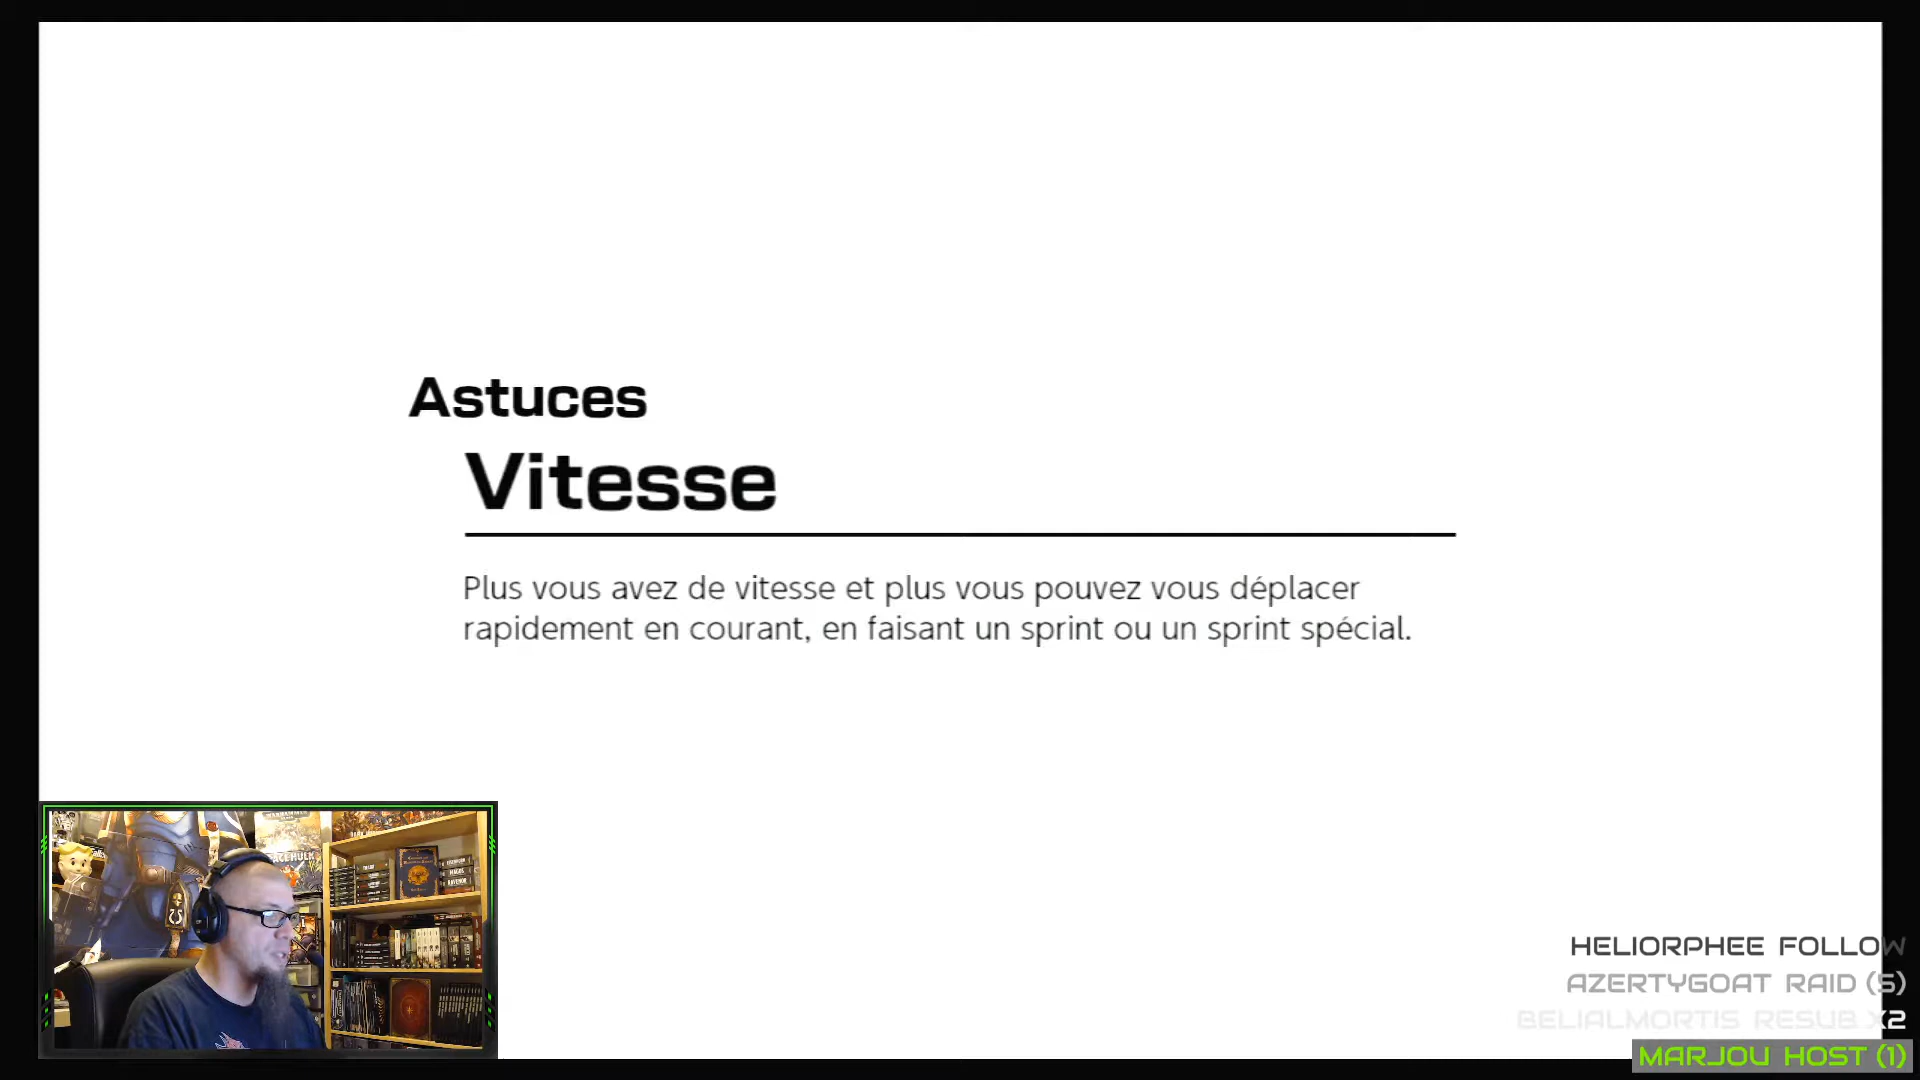 Astuces
Vitesse
Plus vous avez de vitesse et plus vous pouvez vous déplacer
rapidement en courant, en faisant un sprint ou un sprint spécial.
HELIORPHEE FOLLOW
AZERTYGOAT RAID (5)
BELIALMORTIS RESUB X2
MARJOU HOST (1)